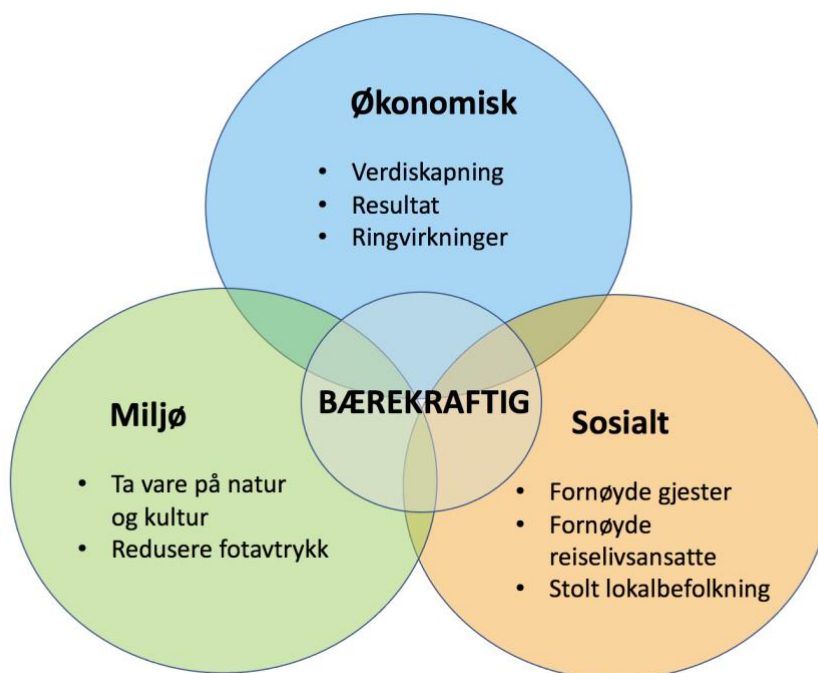 Økonomisk
• Verdiskapning
• Resultat
• Ringvirkninger
BÆREKRAFTIG
Miljø
• Ta vare på natur
og kultur
• Redusere fotavtrykk
Sosialt
• Fornøyde gjester
• Fornøyde
reiselivsansatte
• Stolt lokalbefolkning